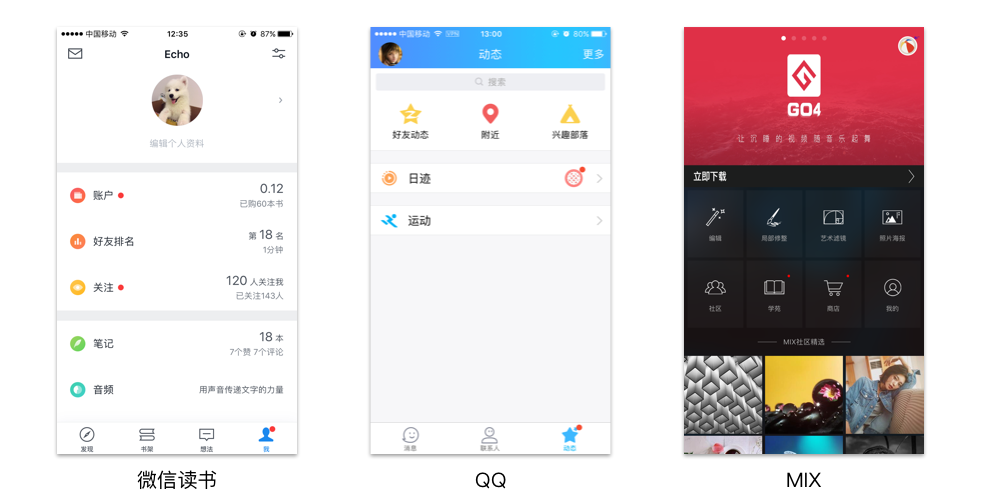 中国移动 12:35 87%
Echo
编辑个人资料
账户 0.12
已购60本书
好友排名 第 18 名
1分钟
关注 120 人关注我
已关注143人
笔记 18 本
7个赞 7个评论
音频 用声音传递文字的力量
发现 书架 想法 我
微信读书
中国移动 VPN 13:00 80%
动态 更多
搜索
好友动态 附近 兴趣部落
日迹
运动
消息 联系人 动态
QQ
GO4
让沉睡的视频随音乐起舞
立即下载
编辑 局部修整 艺术滤镜 照片海报
社区 学苑 商店 我的
MIX社区精选
MIX